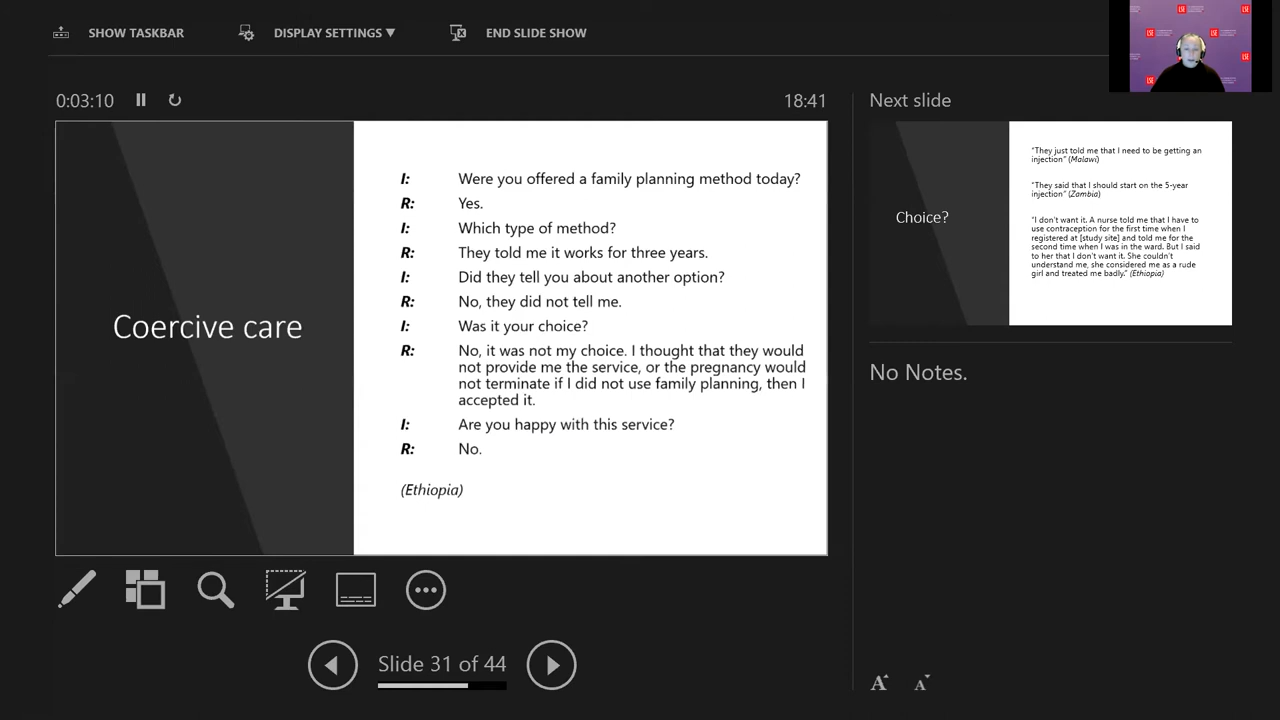 SHOW TASKBAR
DISPLAY SETTINGS ▼
END SLIDE SHOW
0:03:10
18:41
Next slide
Coercive care
I: Were you offered a family planning method today?
R: Yes.
I: Which type of method?
R: They told me it works for three years.
I: Did they tell you about another option?
R: No, they did not tell me.
I: Was it your choice?
R: No, it was not my choice. I thought that they would
not provide me the service, or the pregnancy would
not terminate if I did not use family planning, then I
accepted it.
I: Are you happy with this service?
R: No.
(Ethiopia)
Choice?
"They just told me that I need to be getting an
injection" (Malawi)
"They said that I should start on the 5-year
injection" (Zambia)
"I don't want it. A nurse told me that I have to
use contraception for the first time when I
registered at [study site] and told me for the
second time when I was in the ward. But I said
to her that I don't want it. She couldn't
understand me, she considered me as a rude
girl and treated me badly." (Ethiopia)
No Notes.
Slide 31 of 44
A A
LSE
LSE
LSE
LSE
LSE
LSE